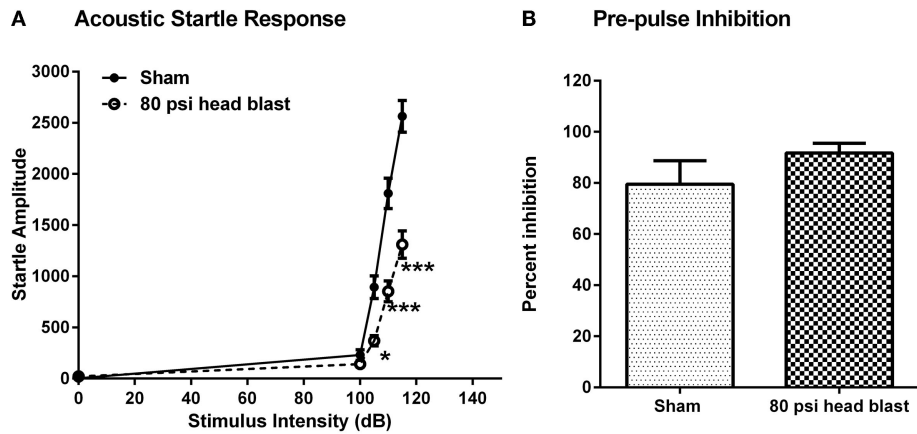 A Acoustic Startle Response
3000
2500
2000
1500
1000
500
0
Startle Amplitude
Sham
80 psi head blast
***
***
*
0 20 40 60 80 100 120 140
Stimulus Intensity (dB)
B Pre-pulse Inhibition
120
100
80
60
40
20
0
Percent inhibition
Sham 80 psi head blast